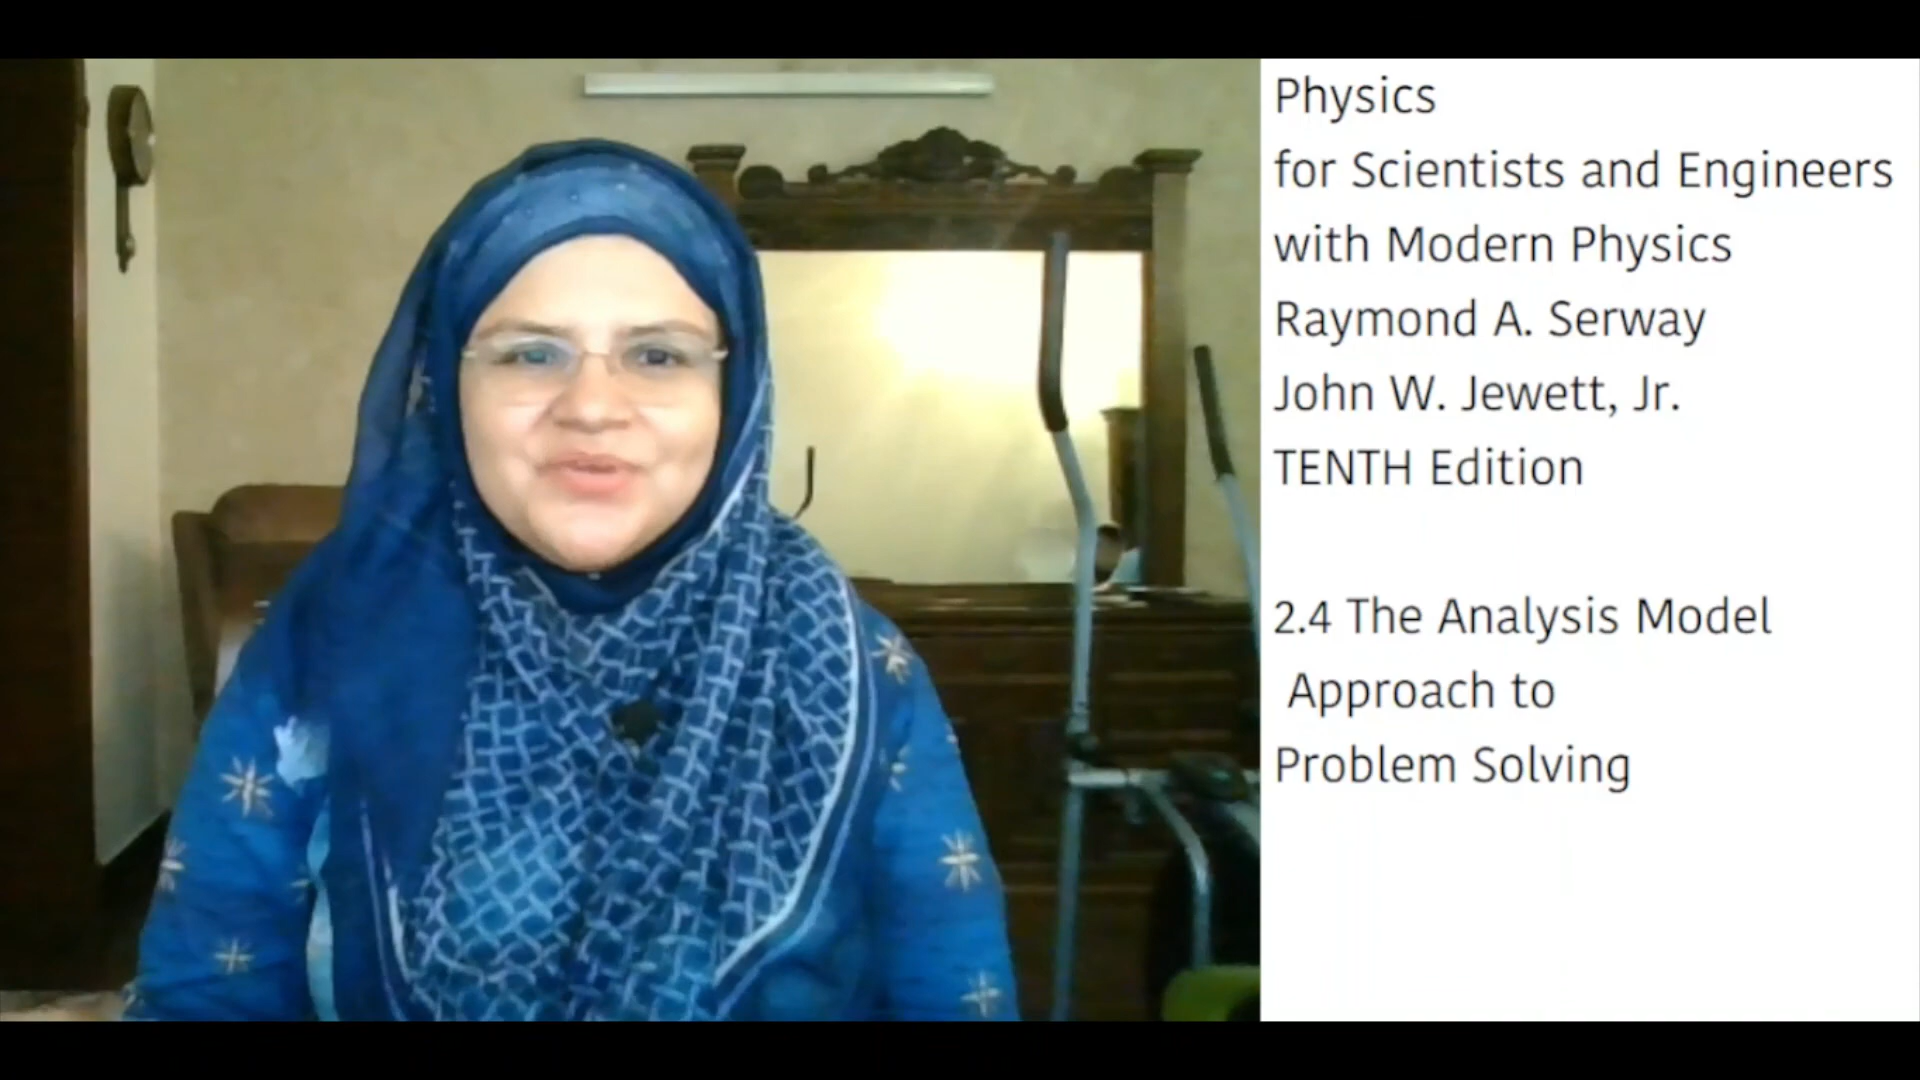 Physics
for Scientists and Engineers
with Modern Physics
Raymond A. Serway
John W. Jewett, Jr.
TENTH Edition
2.4 The Analysis Model
Approach to
Problem Solving